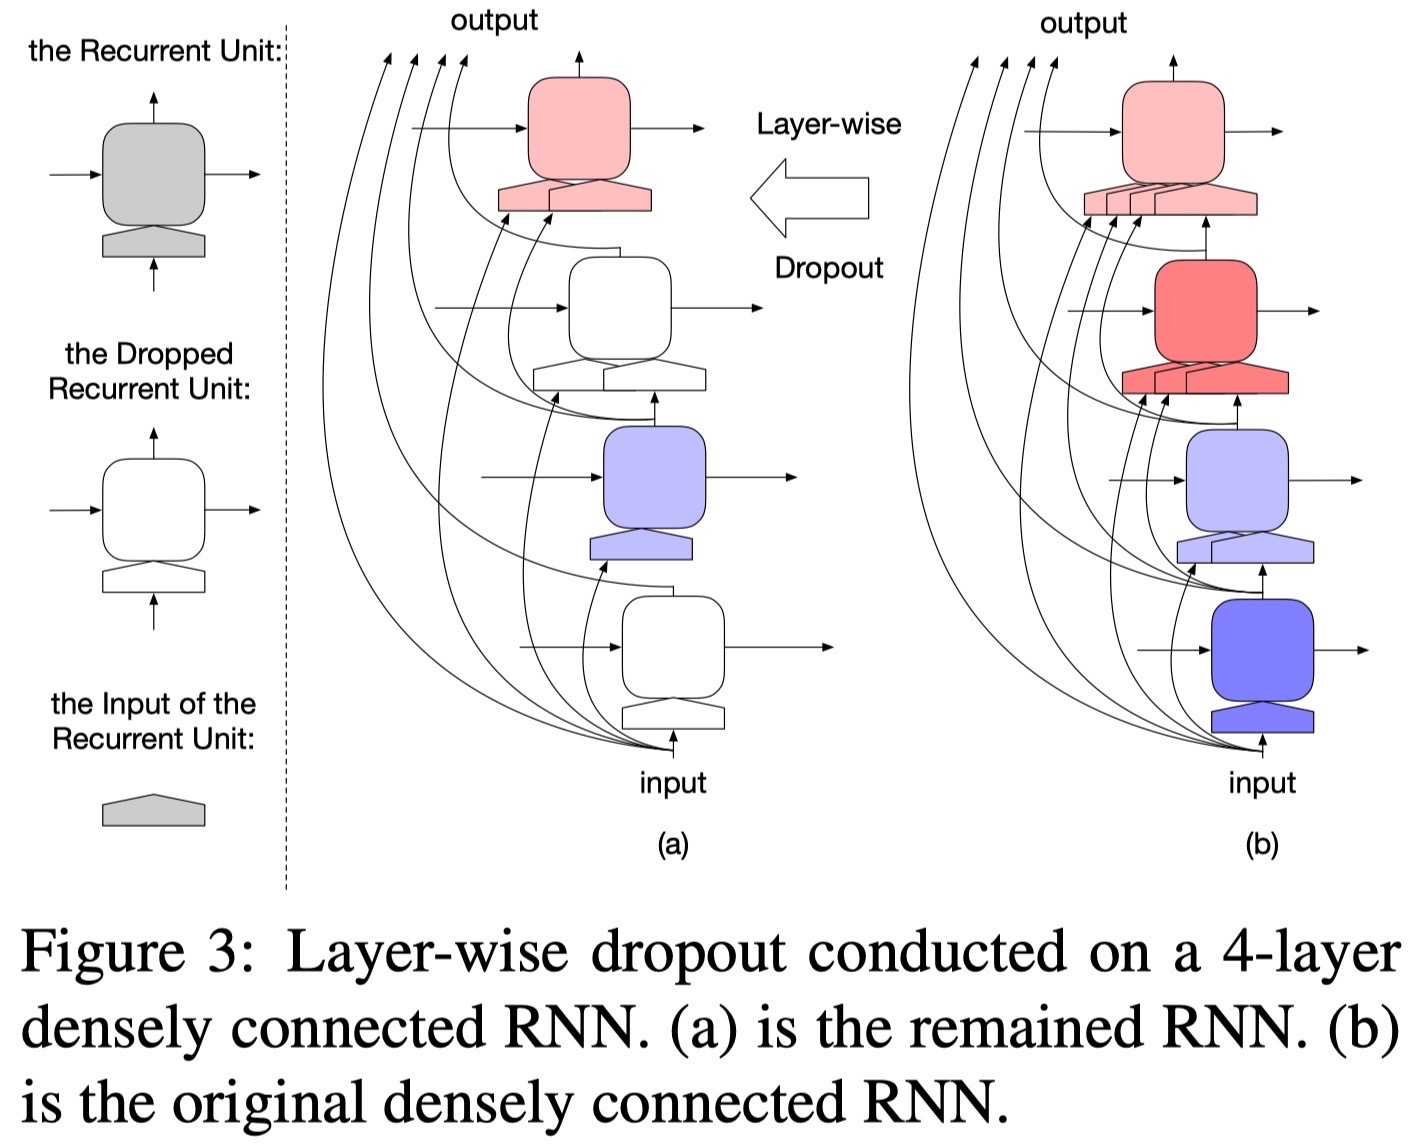 the Recurrent Unit:
the Dropped
Recurrent Unit:
the Input of the
Recurrent Unit:
output
input
(a)
Layer-wise
Dropout
output
input
(b)
Figure 3: Layer-wise dropout conducted on a 4-layer
densely connected RNN. (a) is the remained RNN. (b)
is the original densely connected RNN.